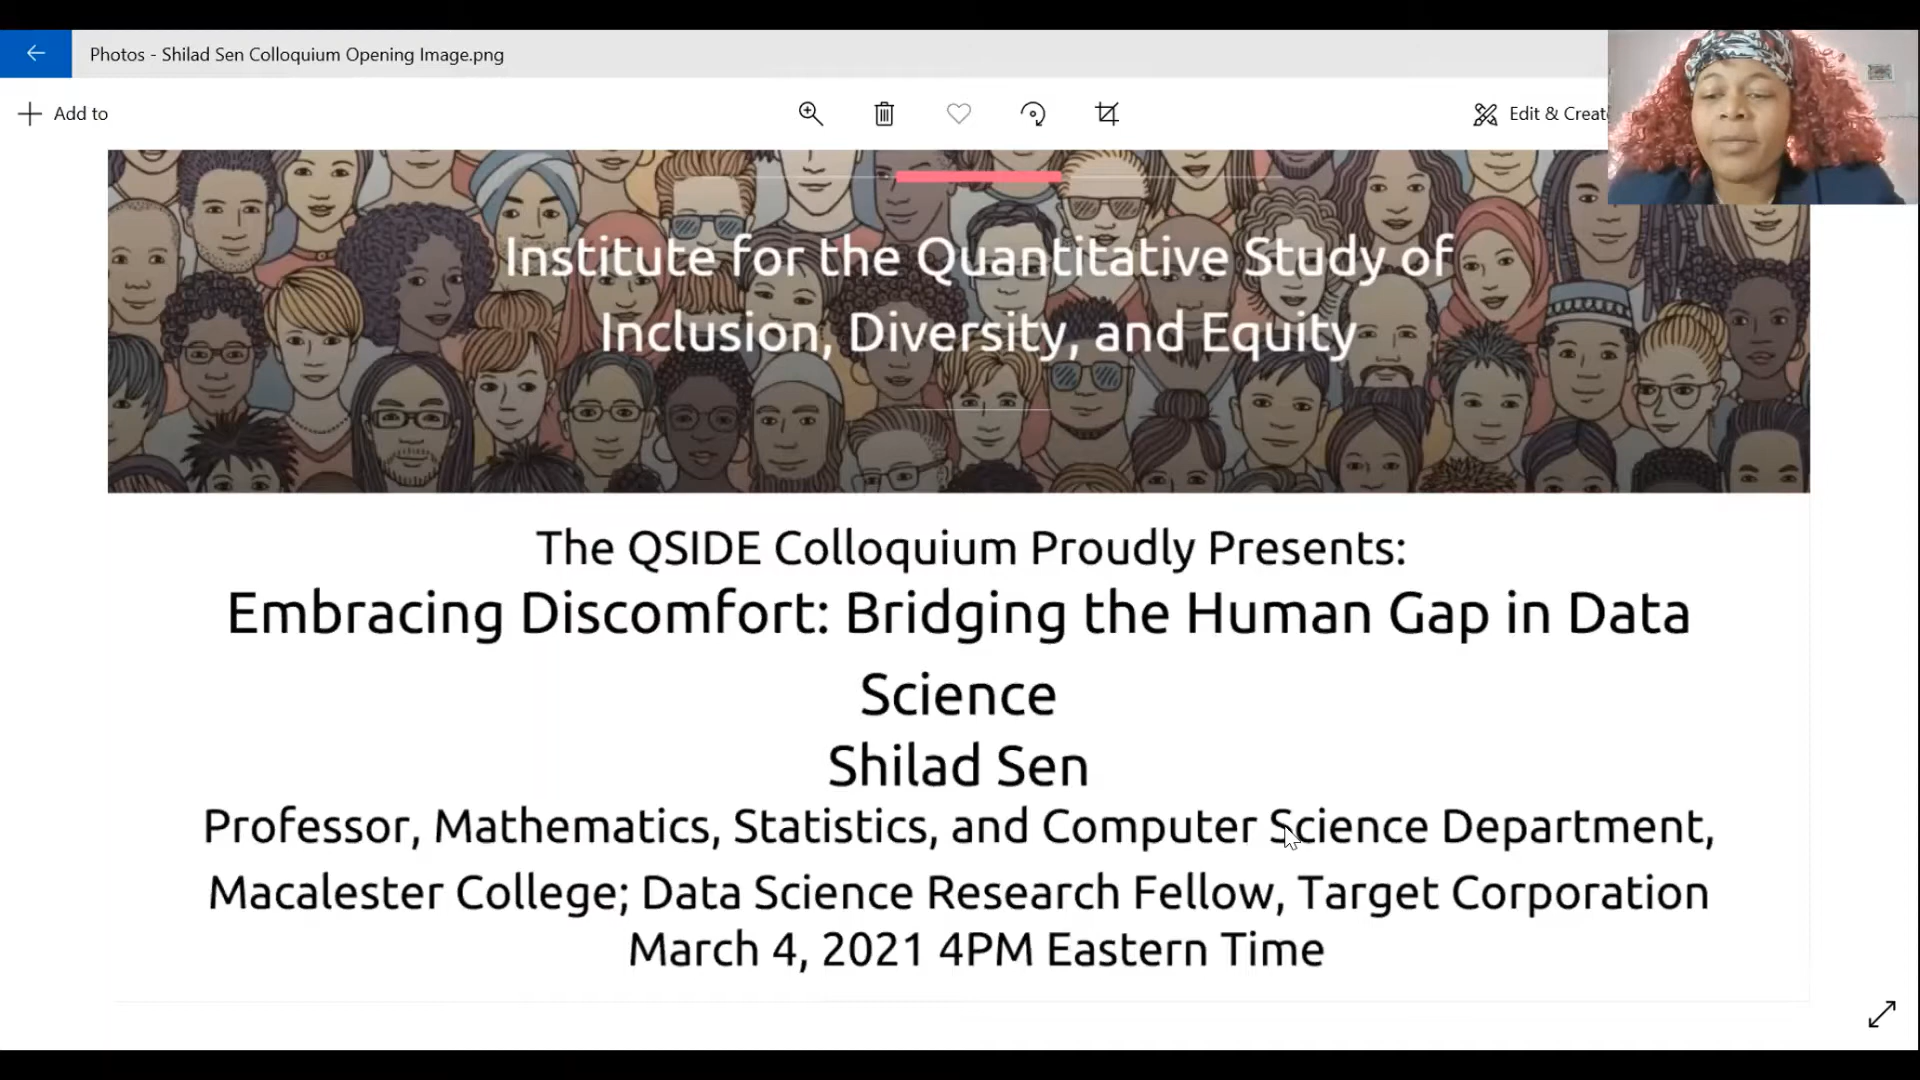 Photos - Shilad Sen Colloquium Opening Image.png
Add to
Edit & Creat
Institute for the Quantitative Study of
Inclusion, Diversity, and Equity
The QSIDE Colloquium Proudly Presents:
Embracing Discomfort: Bridging the Human Gap in Data
Science
Shilad Sen
Professor, Mathematics, Statistics, and Computer Science Department,
Macalester College; Data Science Research Fellow, Target Corporation
March 4, 2021 4PM Eastern Time